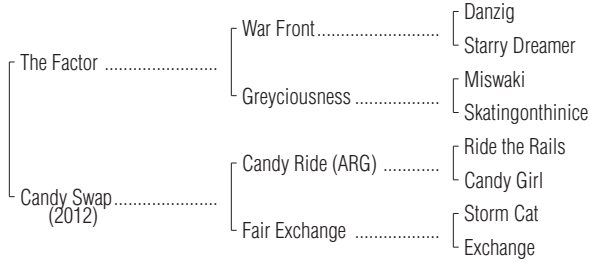 Danzig
War Front
Starry Dreamer
The Factor
Miswaki
Greyciousness
Skatingonthinice
Ride the Rails
Candy Ride (ARG)
Candy Girl
Candy Swap
(2012)
Storm Cat
Fair Exchange
Exchange